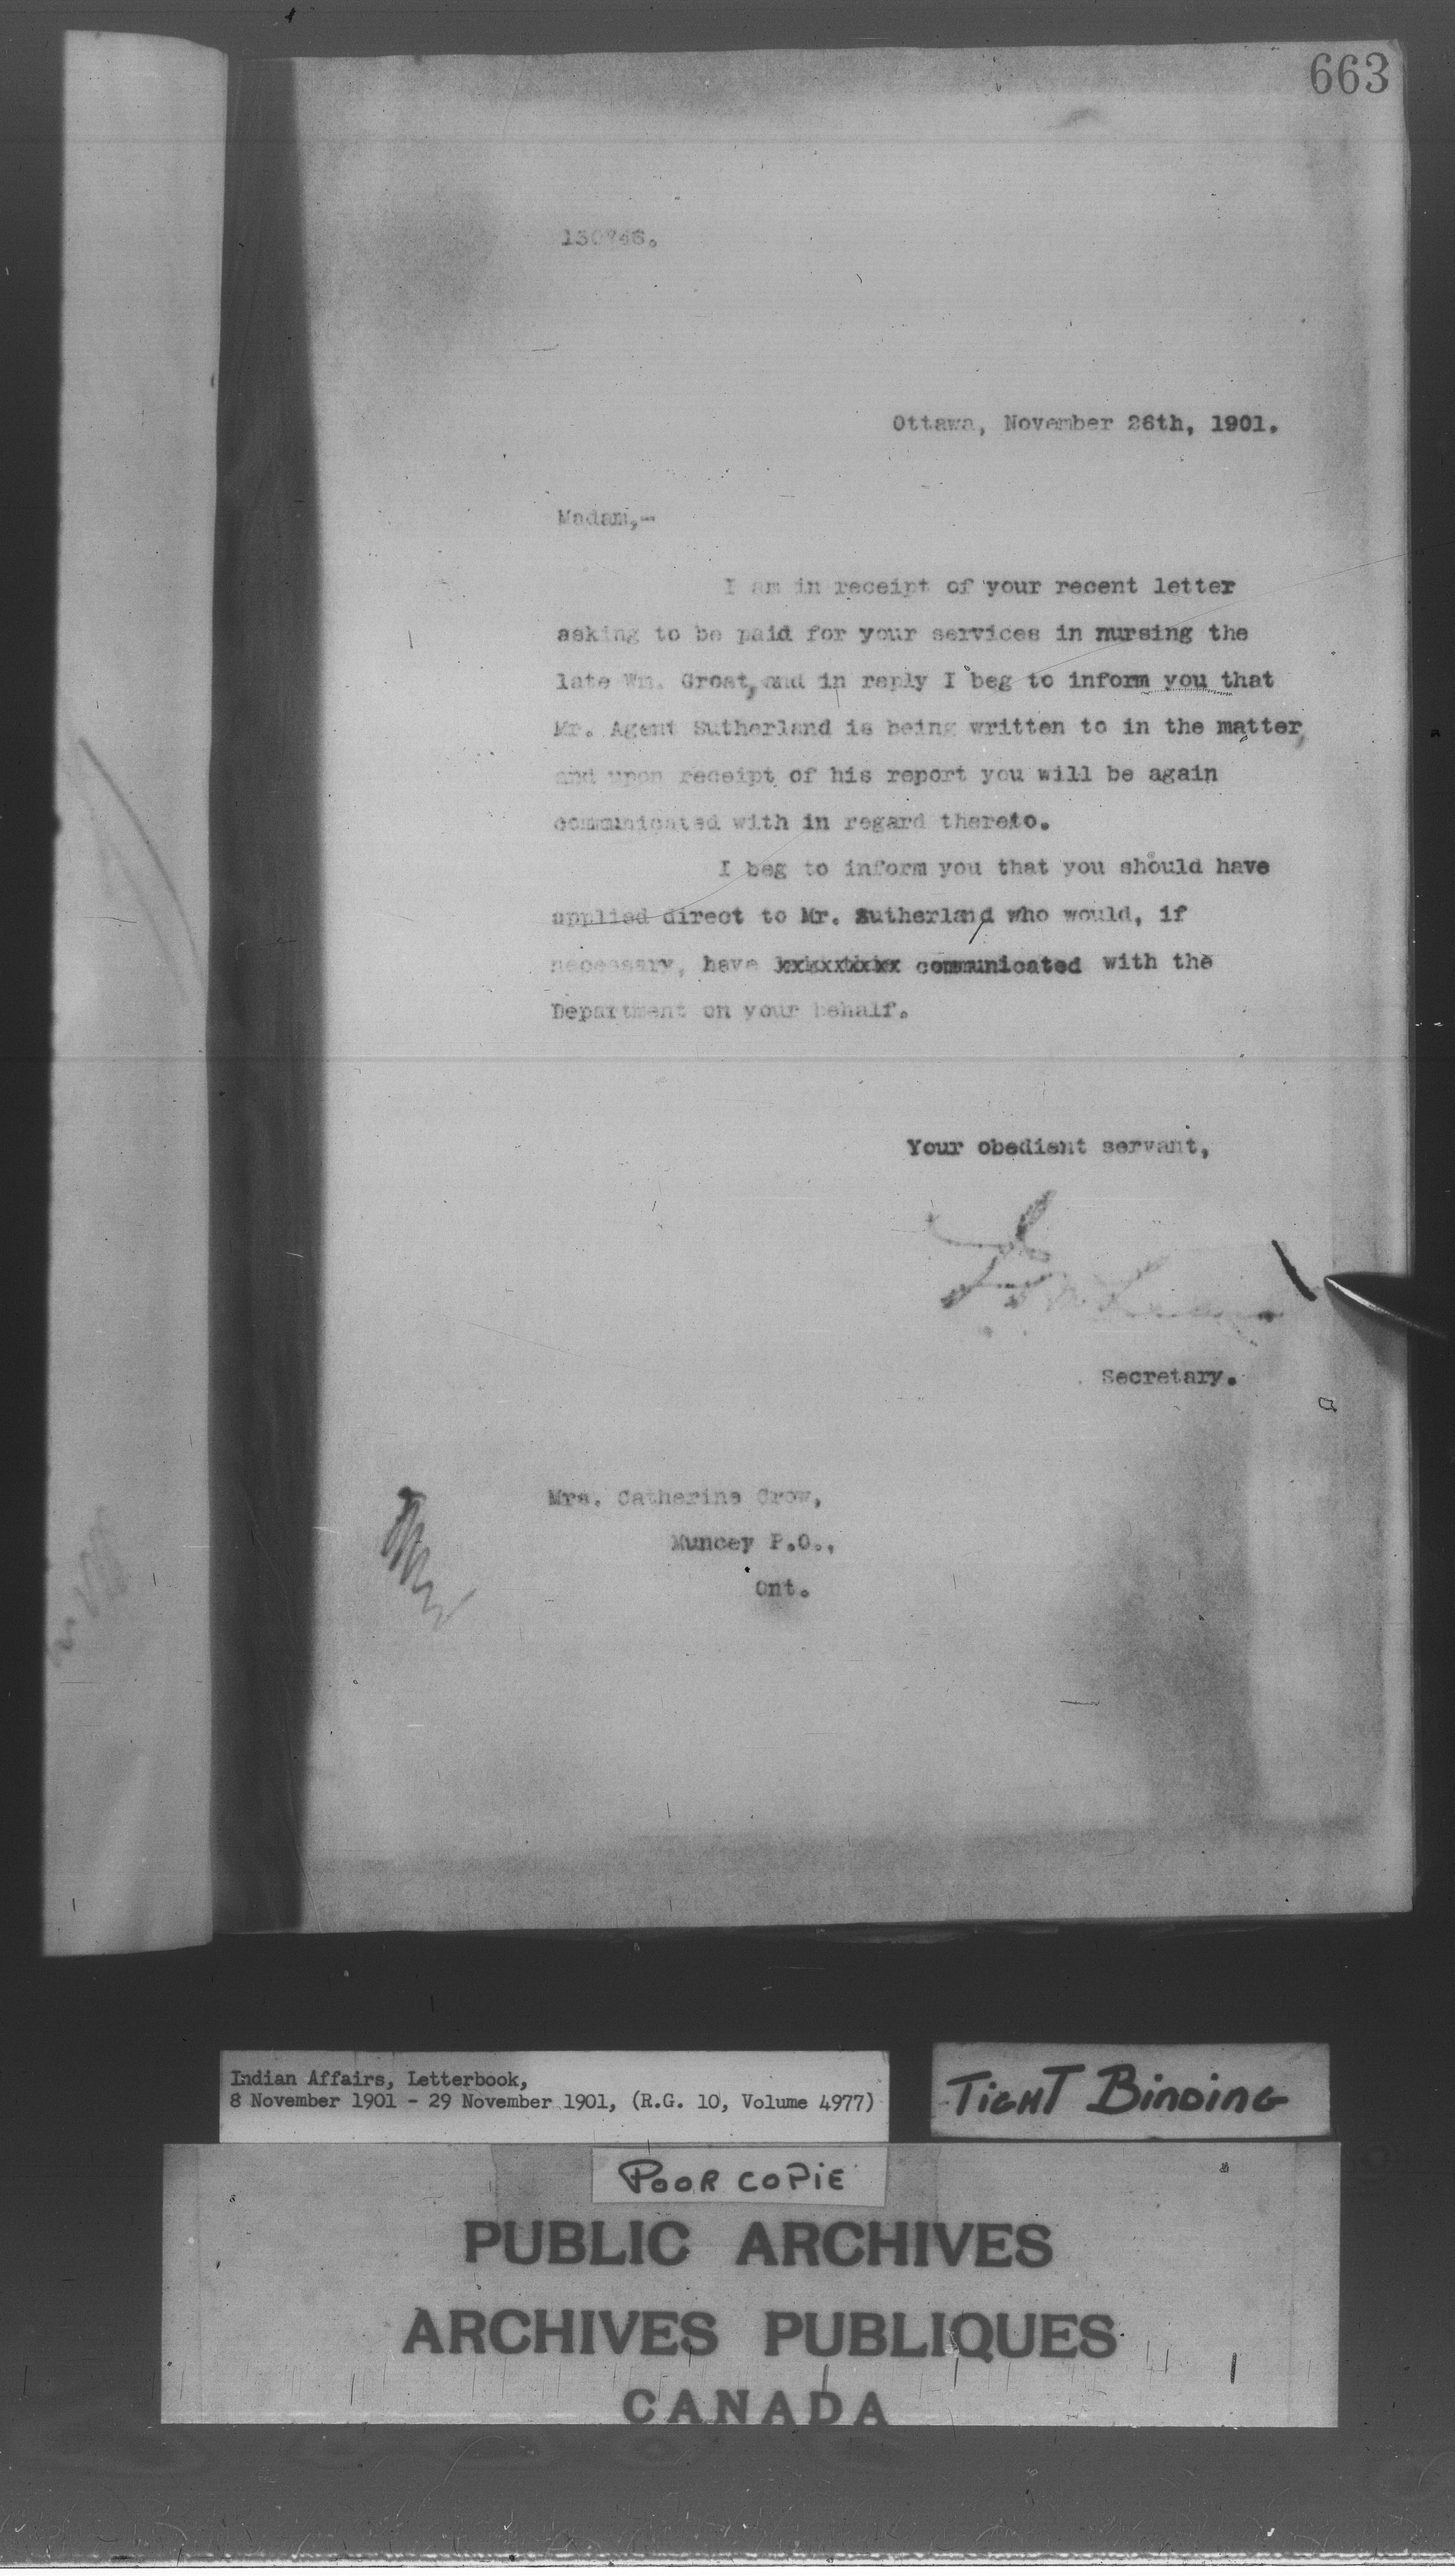 663
130748.
Ottawa, November 26th, 1901.
Madam,-
I am in receipt of your recent letter
asking to be paid for your services in nursing the
late Wm. Groat, and in reply I beg to inform you that
Mr. Agent Sutherland is being written to in the matter,
and upon receipt of his report you will be again
communicated with in regard thereto.
I beg to inform you that you should have
applied direct to Mr. Sutherland who would, if
necessary, have communicated with the
Department on your behalf.
Your obedient servant,
Secretary.
Mrs. Catherine Crow,
Muncey P.O.,
Ont.
Indian Affairs, Letterbook,
8 November 1901 - 29 November 1901, (R.G. 10, Volume 4977)
TIGHT BINDING
POOR COPIE
PUBLIC ARCHIVES
ARCHIVES PUBLIQUES
CANADA